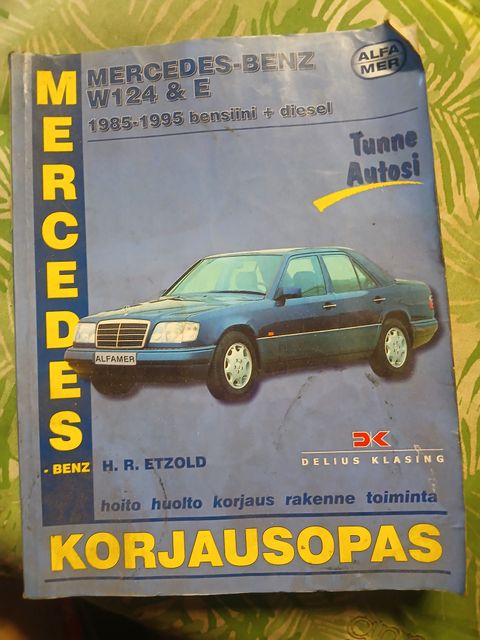 MERCEDES
- BENZ
MERCEDES-BENZ
W124 & E
1985-1995 bensiini + diesel
ALFA
MER
Tunne
Autosi
ALFAMER
H. R. ETZOLD
DK
DELIUS KLASING
hoito huolto korjaus rakenne toiminta
KORJAUSOPAS